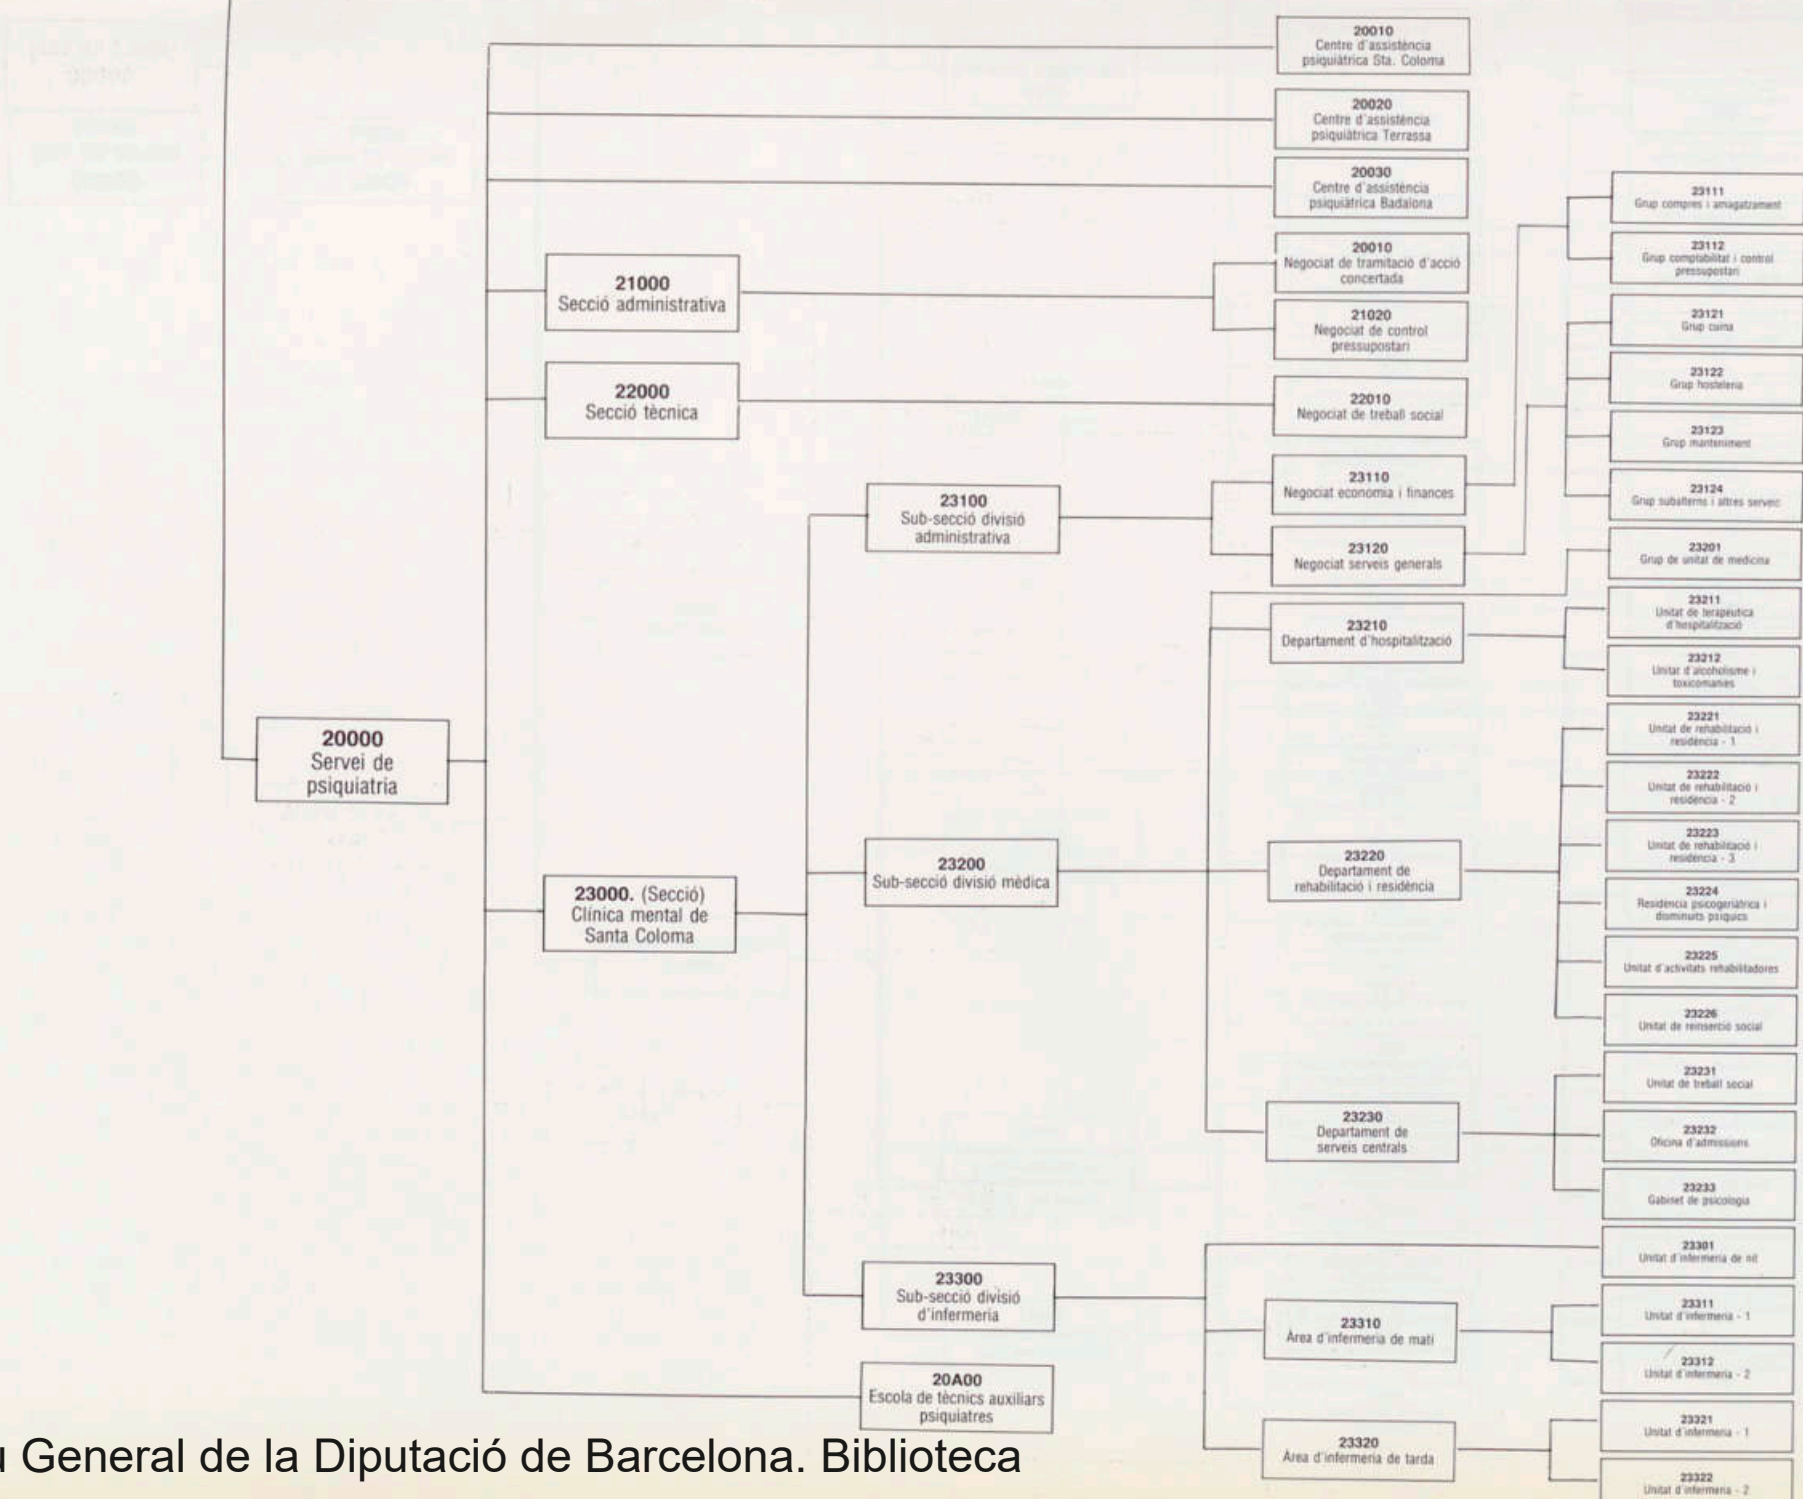 20010
Centre d'assistència
psiquiàtrica Sta. Coloma
20020
Centre d'assistència
psiquiàtrica Terrassa
20030
Centre d'assistència
psiquiàtrica Badalona
21000
Secció administrativa
20010
Negociat de tramitació d'acció
concertada
21020
Negociat de control
pressupostari
22000
Secció tècnica
22010
Negociat de treball social
23100
Sub-secció divisió
administrativa
23110
Negociat economia i finances
23120
Negociat serveis generals
23111
Grup compres i amagatzament
23112
Grup comptabilitat i control
pressupostari
23121
Grup cuina
23122
Grup hosteleria
23123
Grup manteniment
23124
Grup subalterns i altres serveic
23201
Grup de unitat de medicina
23210
Departament d'hospitalització
23211
Unitat de terapèutica
d'hespitalització
23212
Unitat d'alcoholisme i
toxicomanies
20000
Servei de
psiquiatria
23000. (Secció)
Clínica mental de
Santa Coloma
23200
Sub-secció divisió mèdica
23220
Departament de
rehabilitació i residència
23221
Unitat de rehabilitació i
residència - 1
23222
Unitat de rehabilitació i
residència - 2
23223
Unitat de rehabilitació i
residència - 3
23224
Residència psicogeriàtrica i
disminuits psiquics
23225
Unitat d'activitats rehabilitadores
23226
Unitat de reinserció social
23230
Departament de
serveis centrals
23231
Unitat de treball social
23232
Oficina d'admissions
23233
Gabinet de psicologia
23300
Sub-secció divisió
d'infermeria
23301
Unitat d'infermeria de nit
23310
Àrea d'infermeria de matí
23311
Unitat d'infermeria - 1
23312
Unitat d'infermeria - 2
20A00
Escola de tècnics auxiliars
psiquiatres
23320
Àrea d'infermeria de tarda
23321
Unitat d'infermeria - 1
23322
Unitat d'infermeria - 2
General de la Diputació de Barcelona. Biblioteca